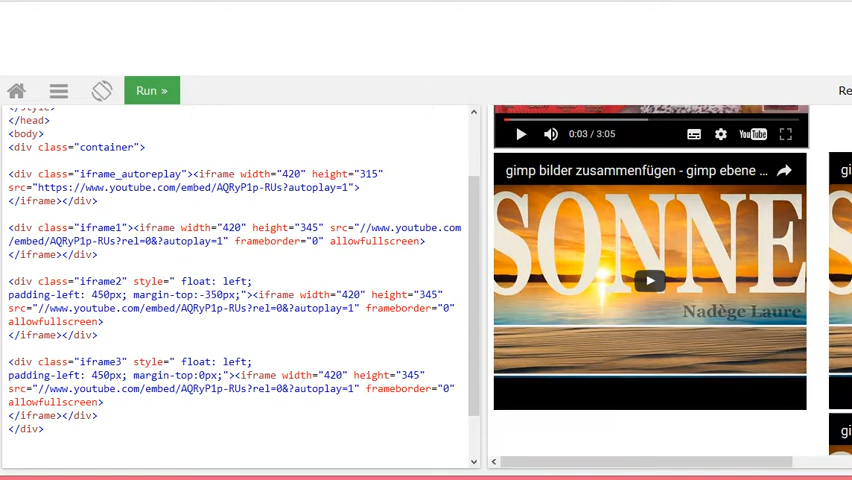 Run »
Re
</style>
</head>
<body>
<div class="container">
<div class="iframe_autoreplay"><iframe width="420" height="315"
src="https://www.youtube.com/embed/AQRyP1p-RUs?autoplay=1">
</iframe></div>
<div class="iframe1"><iframe width="420" height="345" src="//www.youtube.com
/embed/AQRyP1p-RUs?rel=0&?autoplay=1" frameborder="0" allowfullscreen>
</iframe></div>
<div class="iframe2" style=" float: left;
padding-left: 450px; margin-top:-350px;"><iframe width="420" height="345"
src="//www.youtube.com/embed/AQRyP1p-RUs?rel=0&?autoplay=1" frameborder="0"
allowfullscreen>
</iframe></div>
<div class="iframe3" style=" float: left;
padding-left: 450px; margin-top:0px;"><iframe width="420" height="345"
src="//www.youtube.com/embed/AQRyP1p-RUs?rel=0&?autoplay=1" frameborder="0"
allowfullscreen>
</iframe></div>
</div>
0:03 / 3:05
YouTube
gimp bilder zusammenfügen - gimp ebene ...
SONNE
Nadège Laure
gi
S
gi